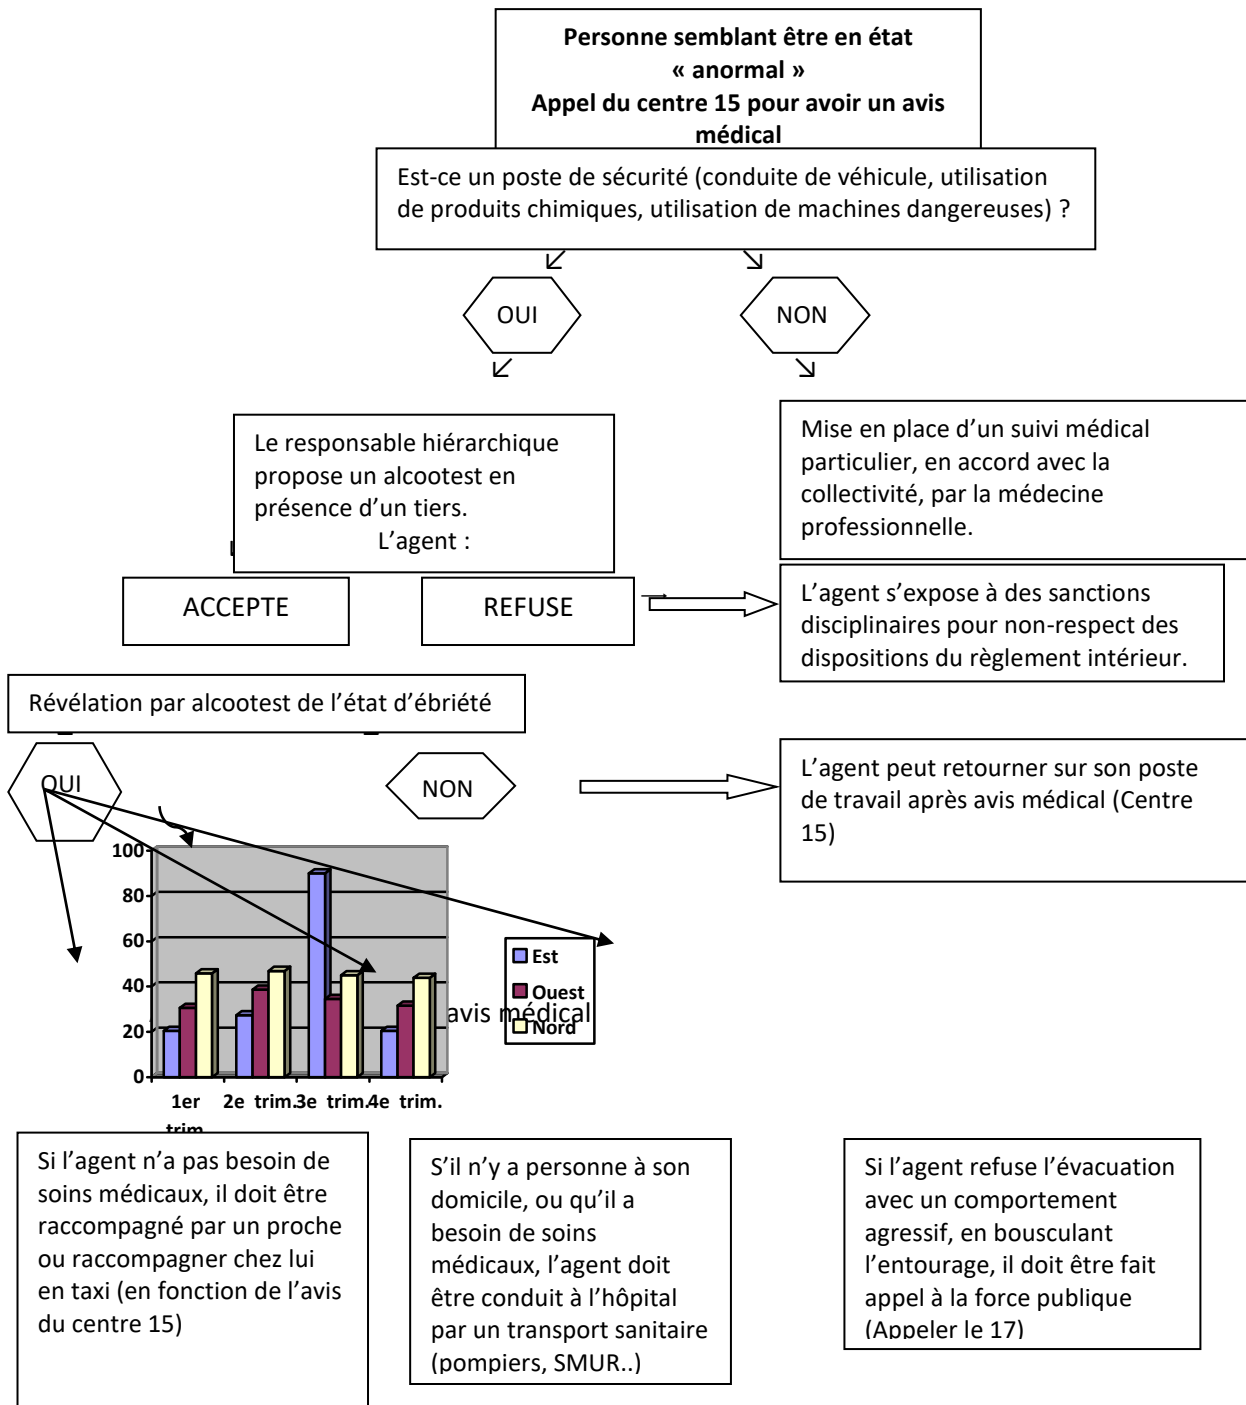 Personne semblant être en état
« anormal »
Appel du centre 15 pour avoir un avis
médical
Est-ce un poste de sécurité (conduite de véhicule, utilisation
de produits chimiques, utilisation de machines dangereuses) ?
OUI
NON
Le responsable hiérarchique
propose un alcootest en
présence d’un tiers.
L’agent :
Mise en place d’un suivi médical
particulier, en accord avec la
collectivité, par la médecine
professionnelle.
ACCEPTE
REFUSE
L’agent s’expose à des sanctions
disciplinaires pour non-respect des
dispositions du règlement intérieur.
Révélation par alcootest de l’état d’ébriété
OUI
NON
L’agent peut retourner sur son poste
de travail après avis médical (Centre
15)
100
80
60
40
20
0
1er
trim.
2e trim.
3e trim.
4e trim.
Est
Ouest
Nord
avis médical
Si l’agent n’a pas besoin de
soins médicaux, il doit être
raccompagné par un proche
ou raccompagner chez lui
en taxi (en fonction de l’avis
du centre 15)
S’il n’y a personne à son
domicile, ou qu’il a
besoin de soins
médicaux, l’agent doit
être conduit à l’hôpital
par un transport sanitaire
(pompiers, SMUR..)
Si l’agent refuse l’évacuation
avec un comportement
agressif, en bousculant
l’entourage, il doit être fait
appel à la force publique
(Appeler le 17)